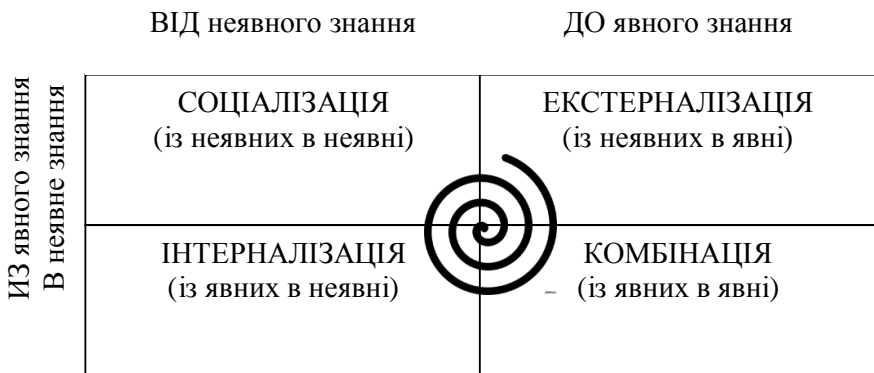 ВІД неявного знання
ДО явного знання
ИЗ явного знання
В неявне знання
СОЦІАЛІЗАЦІЯ
(із неявних в неявні)
ЕКСТЕРНАЛІЗАЦІЯ
(із неявних в явні)
ІНТЕРНАЛІЗАЦІЯ
(із явних в неявні)
КОМБІНАЦІЯ
(із явних в явні)